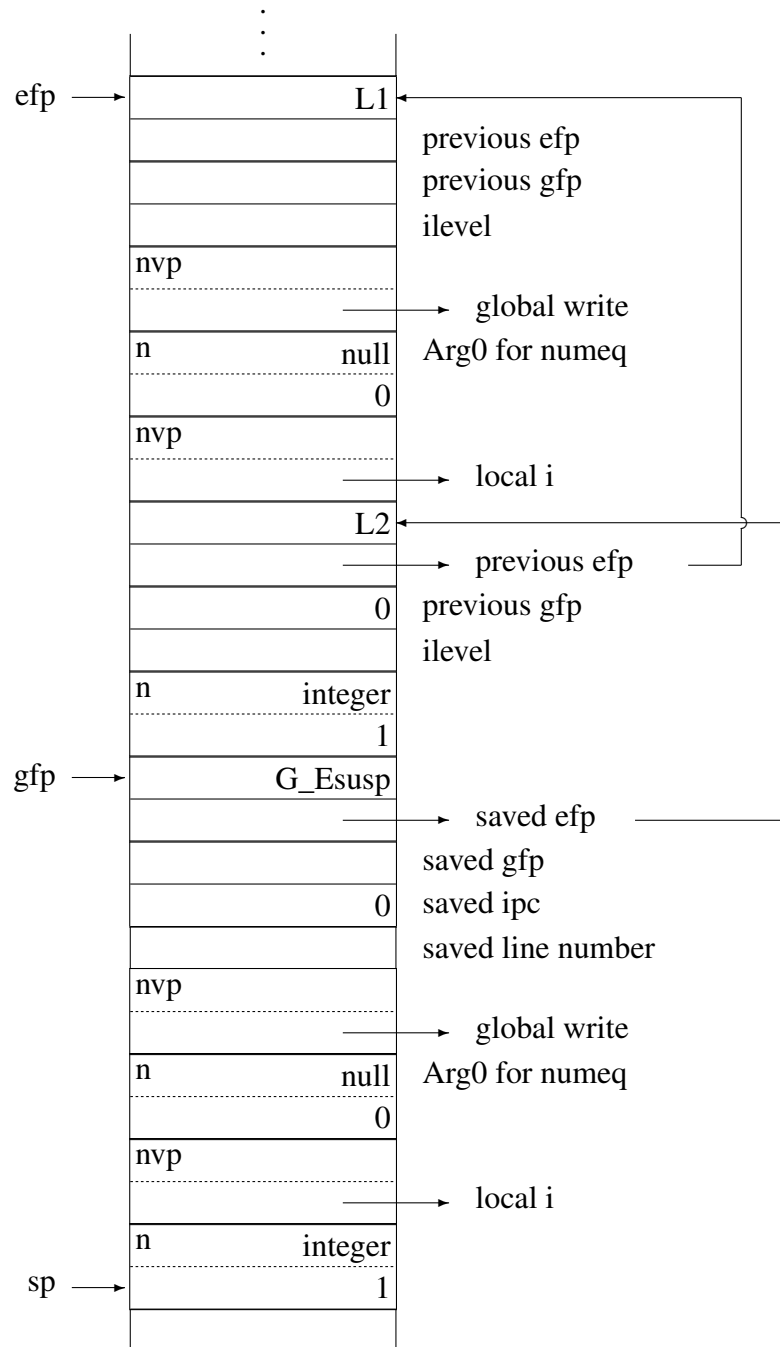 efp L1
previous efp
previous gfp
ilevel
nvp
global write
n null Arg0 for numeq
0
nvp
local i
L2
previous efp
0 previous gfp
ilevel
n integer
1
gfp G_Esusp
saved efp
saved gfp
0 saved ipc
saved line number
nvp
global write
n null Arg0 for numeq
0
nvp
local i
n integer
sp 1